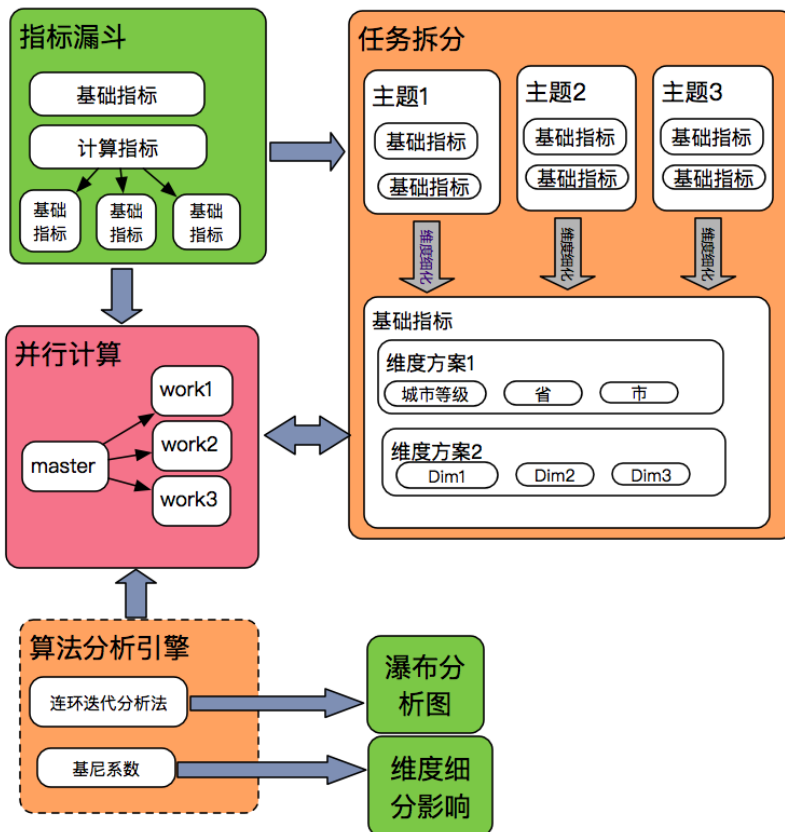 指标漏斗
基础指标
计算指标
基础
指标
基础
指标
基础
指标
任务拆分
主题1
基础指标
基础指标
主题2
基础指标
基础指标
主题3
基础指标
基础指标
维度细化
维度细化
维度细化
基础指标
维度方案1
城市等级
省
市
维度方案2
Dim1
Dim2
Dim3
并行计算
master
work1
work2
work3
算法分析引擎
连环迭代分析法
基尼系数
瀑布分
析图
维度细
分影响